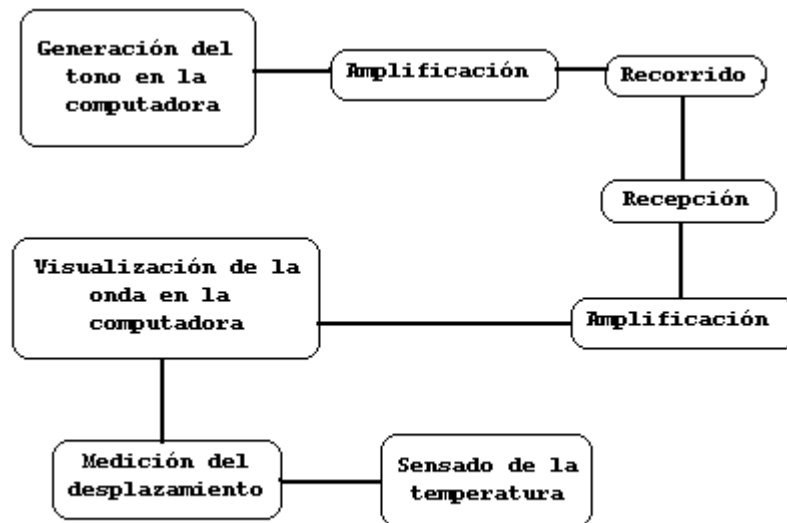 Generación del
tono en la
computadora
Amplificación
Recorrido
Recepción
Amplificación
Visualización de la
onda en la
computadora
Medición del
desplazamiento
Sensado de la
temperatura